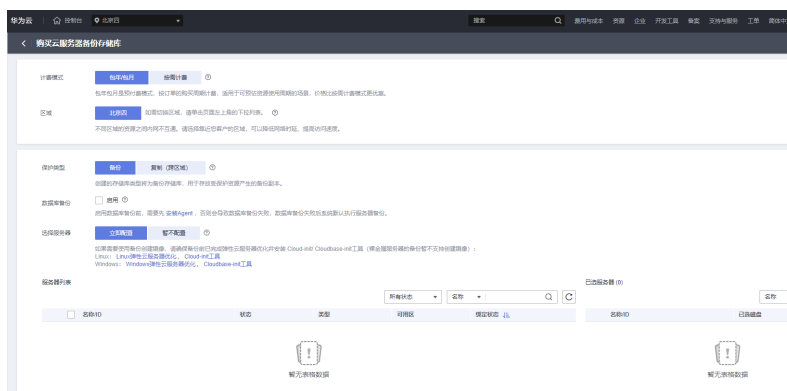 华为云 控制台 北京四 搜索 费用与成本 资源 企业 开发工具 备案 支持与服务 工单 简体中
购买云服务器备份存储库
计费模式 包年/包月 按需计费
包年包月是预付费模式，按订单的购买周期计费，适用于可预估资源使用周期的场景，价格比按需计费模式更优惠。
区域 北京四 如需切换区域，请单击页面左上角的下拉列表。
不同区域的资源之间内网不互通。请选择靠近您客户的区域，可以降低网络时延、提高访问速度。
保护类型 备份 复制（跨区域）
创建的存储库类型将为备份存储库，用于存放受保护资源产生的备份副本。
数据库备份 启用
启用数据库备份前，需要先 安装Agent ，否则会导致数据库备份失败，数据库备份失败后系统默认执行服务器备份。
选择服务器 立即配置 暂不配置
如果需要使用备份创建镜像，请确保备份前已完成弹性云服务器优化并安装 Cloud-init/ Cloudbase-init工具（裸金属服务器的备份暂不支持创建镜像）：
Linux： Linux弹性云服务器优化、 Cloud-init工具
Windows： Windows弹性云服务器优化、 Cloudbase-init工具
服务器列表 已选服务器 (0)
所有状态 名称 名称
名称/ID 状态 类型 可用区 绑定状态 名称/ID 已选磁盘
暂无表格数据 暂无表格数据